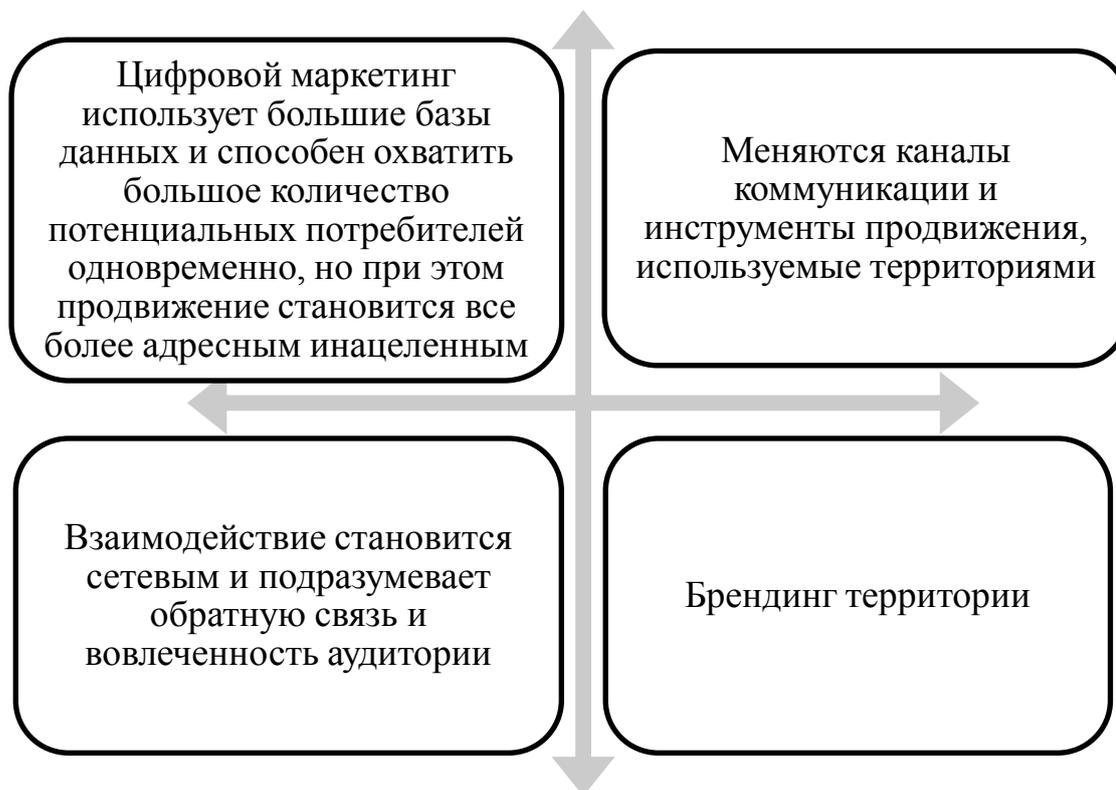 Цифровой маркетинг
использует большие базы
данных и способен охватить
большое количество
потенциальных потребителей
одновременно, но при этом
продвижение становится все
более адресным инацеленным
Меняются каналы
коммуникации и
инструменты продвижения,
используемые территориями
Взаимодействие становится
сетевым и подразумевает
обратную связь и
вовлеченность аудитории
Брендинг территории